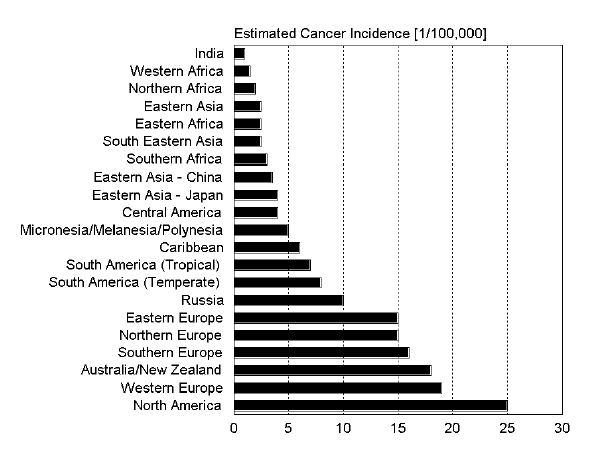 Estimated Cancer Incidence [1/100,000]
India
Western Africa
Northern Africa
Eastern Asia
Eastern Africa
South Eastern Asia
Southern Africa
Eastern Asia - China
Eastern Asia - Japan
Central America
Micronesia/Melanesia/Polynesia
Caribbean
South America (Tropical)
South America (Temperate)
Russia
Eastern Europe
Northern Europe
Southern Europe
Australia/New Zealand
Western Europe
North America
0 5 10 15 20 25 30